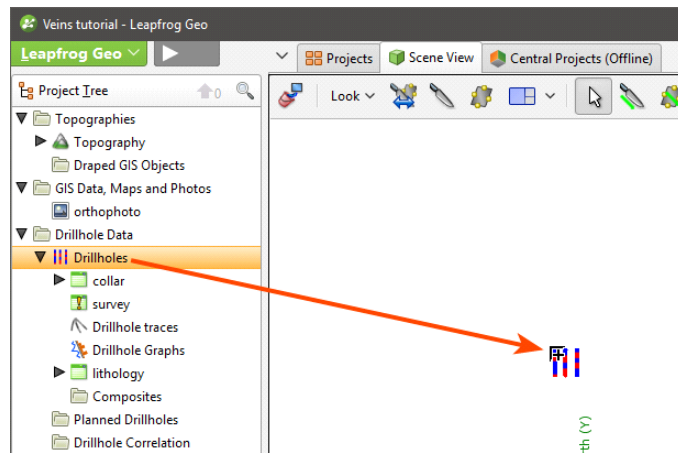 Veins tutorial - Leapfrog Geo
Leapfrog Geo
Projects
Scene View
Central Projects (Offline)
Project Tree
0
Look
Topographies
Topography
Draped GIS Objects
GIS Data, Maps and Photos
orthophoto
Drillhole Data
Drillholes
collar
survey
Drillhole traces
Drillhole Graphs
lithology
Composites
Planned Drillholes
Drillhole Correlation
rth (Y)